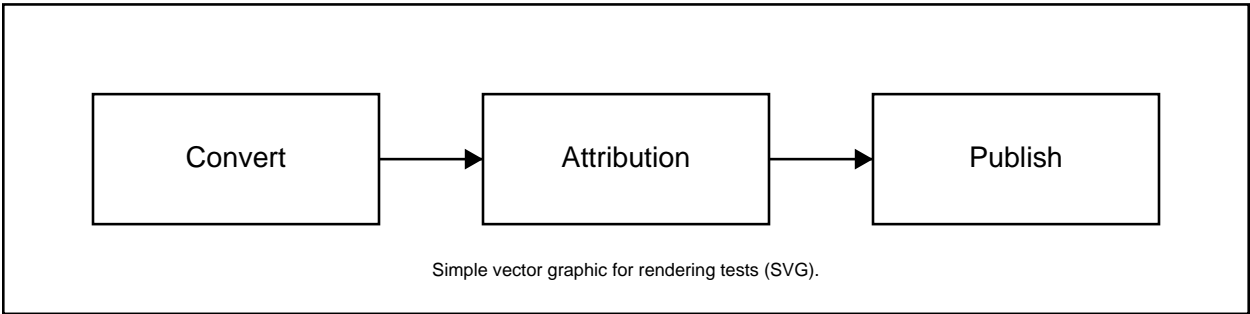 Convert
Attribution
Publish
Simple vector graphic for rendering tests (SVG).